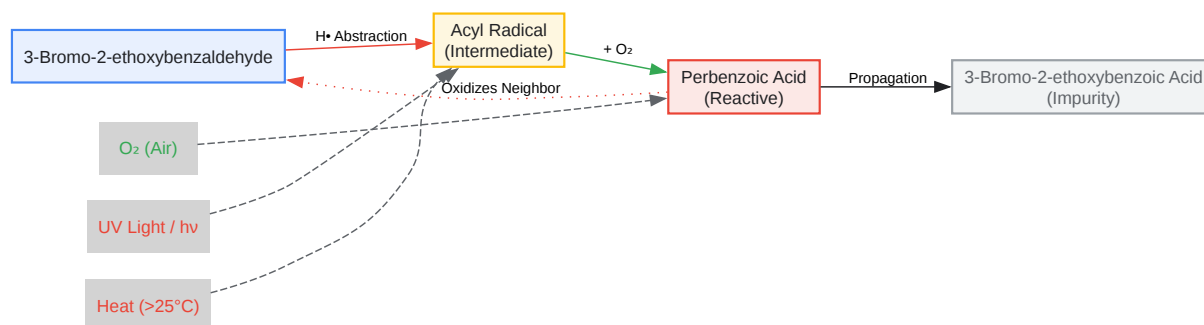 3-Bromo-2-ethoxybenzaldehyde
H• Abstraction
Acyl Radical
(Intermediate)
+ O₂
Oxidizes Neighbor
Perbenzoic Acid
(Reactive)
Propagation
3-Bromo-2-ethoxybenzoic Acid
(Impurity)
O₂ (Air)
UV Light / hν
Heat (>25°C)